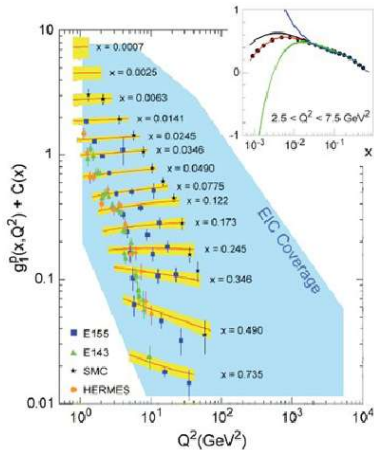 g₁ᵖ(x,Q²) + C(x)
10
1
0.1
0.01
x = 0.0007
x = 0.0025
x = 0.0063
x = 0.0141
x = 0.0245
x = 0.0346
x = 0.0490
x = 0.0775
x = 0.122
x = 0.173
x = 0.245
x = 0.346
x = 0.490
x = 0.735
EIC Coverage
E155
E143
SMC
HERMES
10⁰ 10¹ 10² 10³ 10⁴
Q²(GeV²)
1
0
-1
2.5 < Q² < 7.5 GeV²
10⁻³ 10⁻² 10⁻¹
x